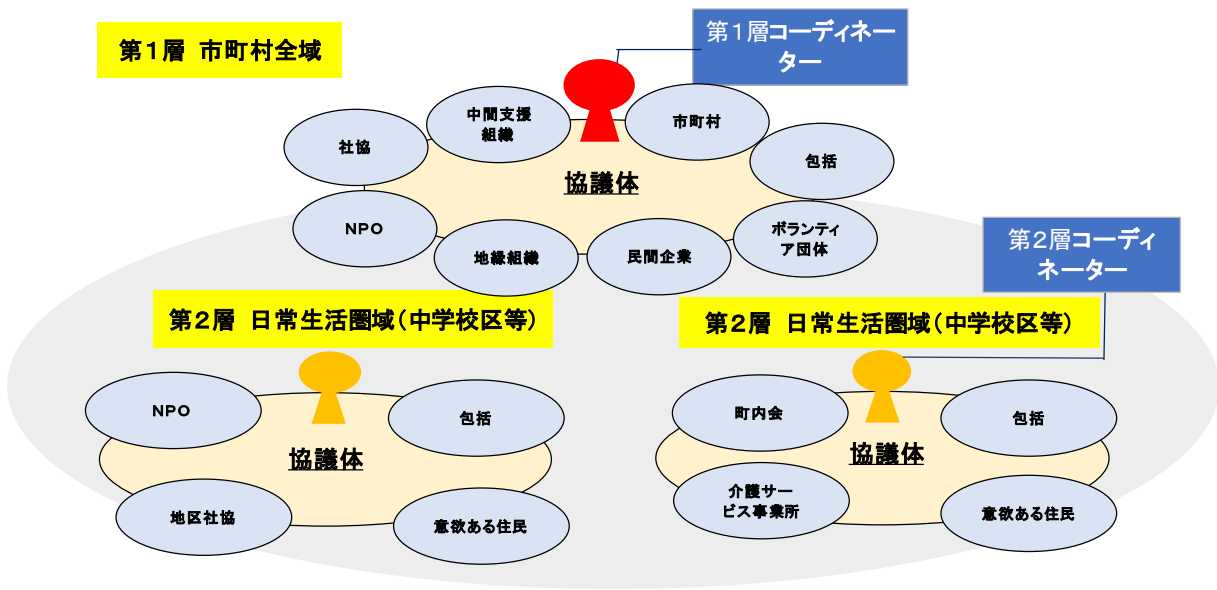 第１層 市町村全域
第１層コーディネー
ター
中間支援
組織
市町村
社協
包括
協議体
NPO
ボランティ
ア団体
地縁組織
民間企業
第２層コーディ
ネーター
第２層 日常生活圏域（中学校区等）
第２層 日常生活圏域（中学校区等）
NPO
包括
協議体
地区社協
意欲ある住民
町内会
包括
協議体
介護サー
ビス事業所
意欲ある住民